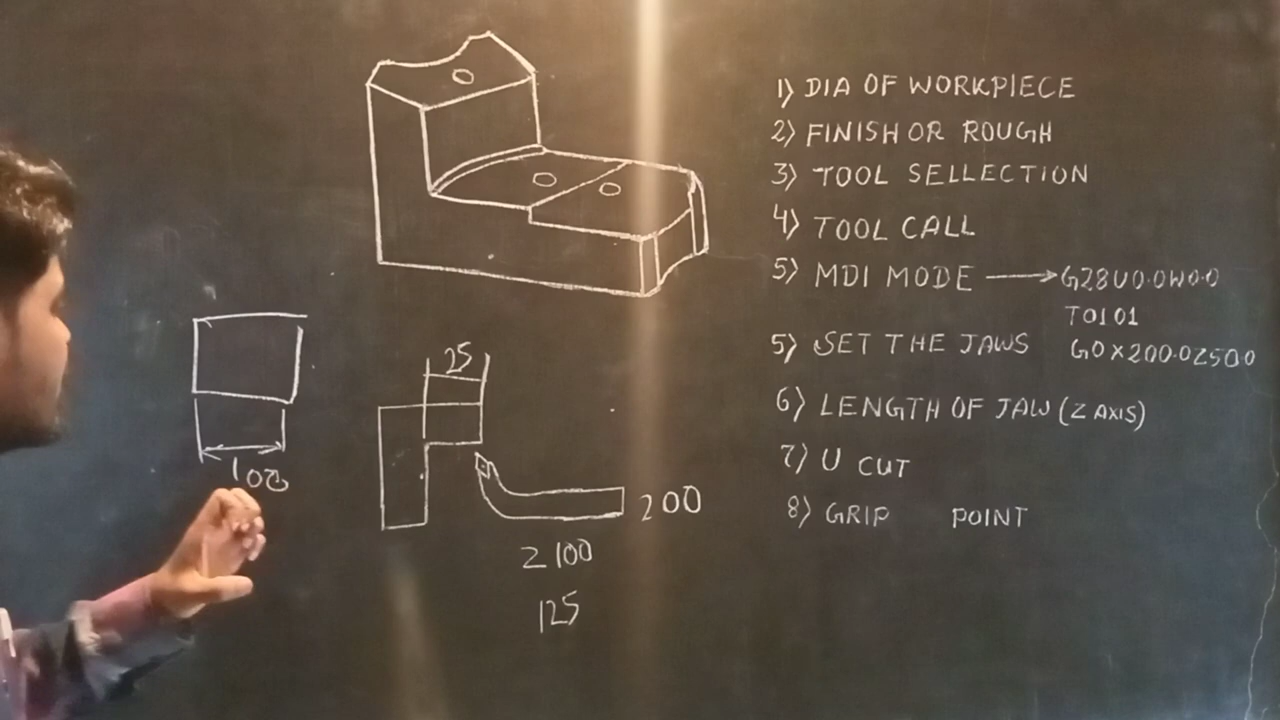 1) DIA OF WORKPIECE
2) FINISH OR ROUGH
3) TOOL SELLECTION
4) TOOL CALL
5) MDI MODE → G28U0.0W0.0
T0101
G0X200.0Z50.0
5) SET THE JAWS
6) LENGTH OF JAW (Z AXIS)
7) U CUT
8) GRIP POINT
25
100
200
Z 100
125